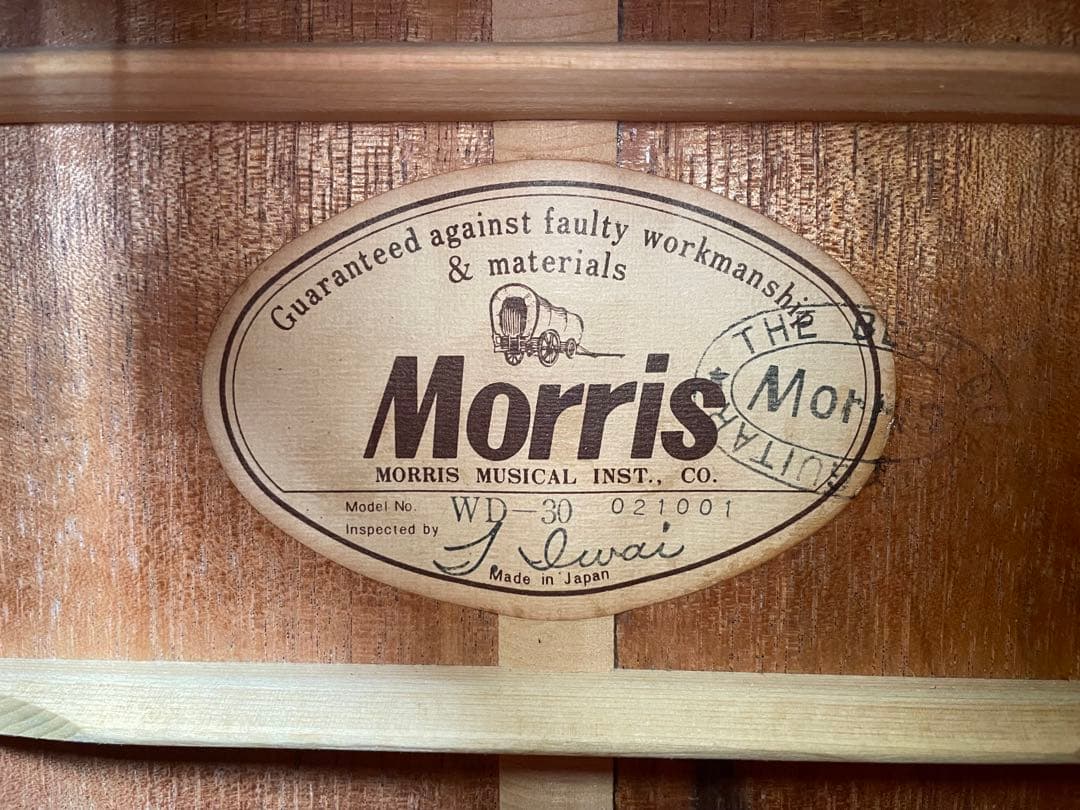 Guaranteed against faulty workmanship
& materials
Morris
MORRIS MUSICAL INST., CO.
Model No. WD-30 021001
Inspected by T. Iwai
Made in Japan
THE
Mor
GUITAR